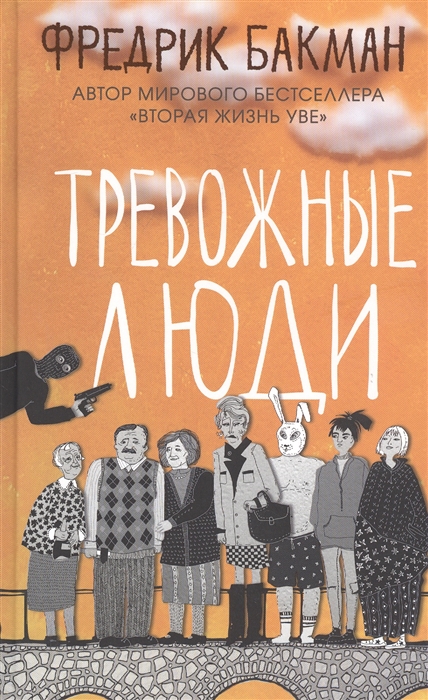 ФРЕДРИК БАКМАН
АВТОР МИРОВОГО БЕСТСЕЛЛЕРА
«ВТОРАЯ ЖИЗНЬ УВЕ»
ТРЕВОЖНЫЕ
ЛЮДИ